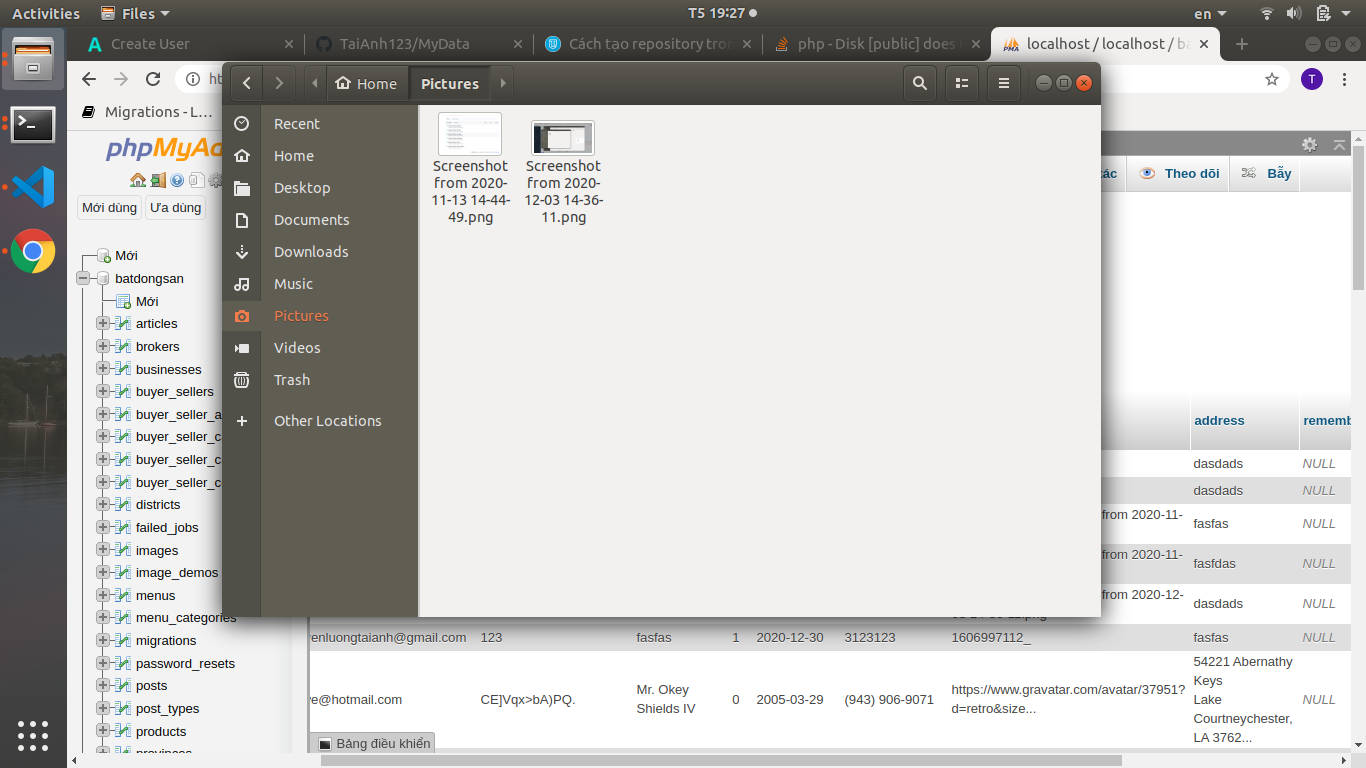 Activities
Files
T5 19:27
en
Create User
TaiAnh123/MyData
Cách tạo repository tron
php - Disk [public] does
localhost / localhost / ba
Home
Pictures
T
Migrations - L…
phpMyAd
Mới dùng
Ưa dùng
Mới
batdongsan
Mới
articles
brokers
businesses
buyer_sellers
buyer_seller_a
buyer_seller_c
buyer_seller_c
buyer_seller_c
districts
failed_jobs
images
image_demos
menus
menu_categories
migrations
password_resets
posts
post_types
products
provinces
Recent
Home
Desktop
Documents
Downloads
Music
Pictures
Videos
Trash
Other Locations
Screenshot
from 2020-
11-13 14-44-
49.png
Screenshot
from 2020-
12-03 14-36-
11.png
tác
Theo dõi
Bẫy
address
rememb
dasdads
NULL
dasdads
NULL
from 2020-11-
fasfas
NULL
from 2020-11-
fasfdas
NULL
from 2020-12-
dasdads
NULL
enluongtaianh@gmail.com
123
fasfas
1
2020-12-30
3123123
1606997112_
fasfas
NULL
e@hotmail.com
CE]Vqx>bA)PQ.
Mr. Okey
Shields IV
0
2005-03-29
(943) 906-9071
https://www.gravatar.com/avatar/37951?
d=retro&size...
54221 Abernathy
Keys
Lake
Courtneychester,
LA 3762...
NULL
Bảng điều khiển